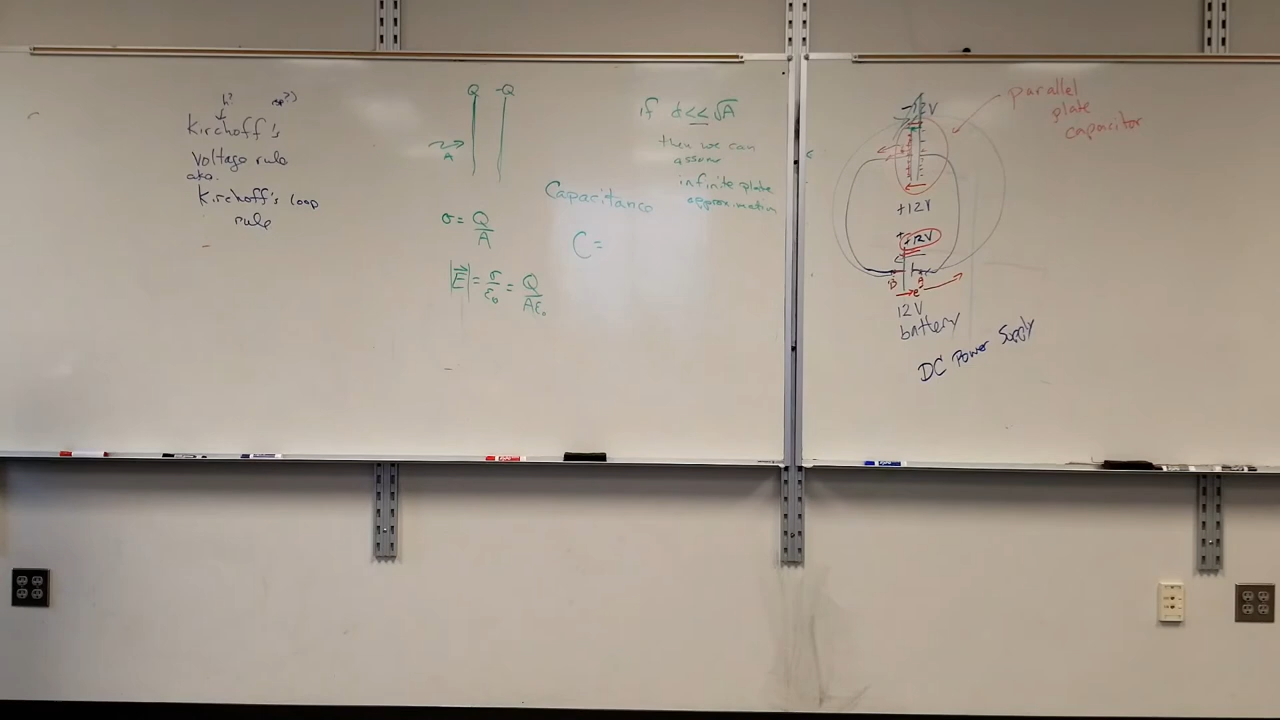 h?
sp?)
Kirchoff's
Voltage rule
aka.
Kirchoff's loop
rule
Q -Q
A
σ = Q/A
|E⃗| = σ/ε₀ = Q/Aε₀
Capacitance
C =
if d << √A
then we can
assume
infinite plate
approximation
-12V
parallel
plate
capacitor
+12V
+12V
B A
e⁻
12V
battery
DC Power Supply